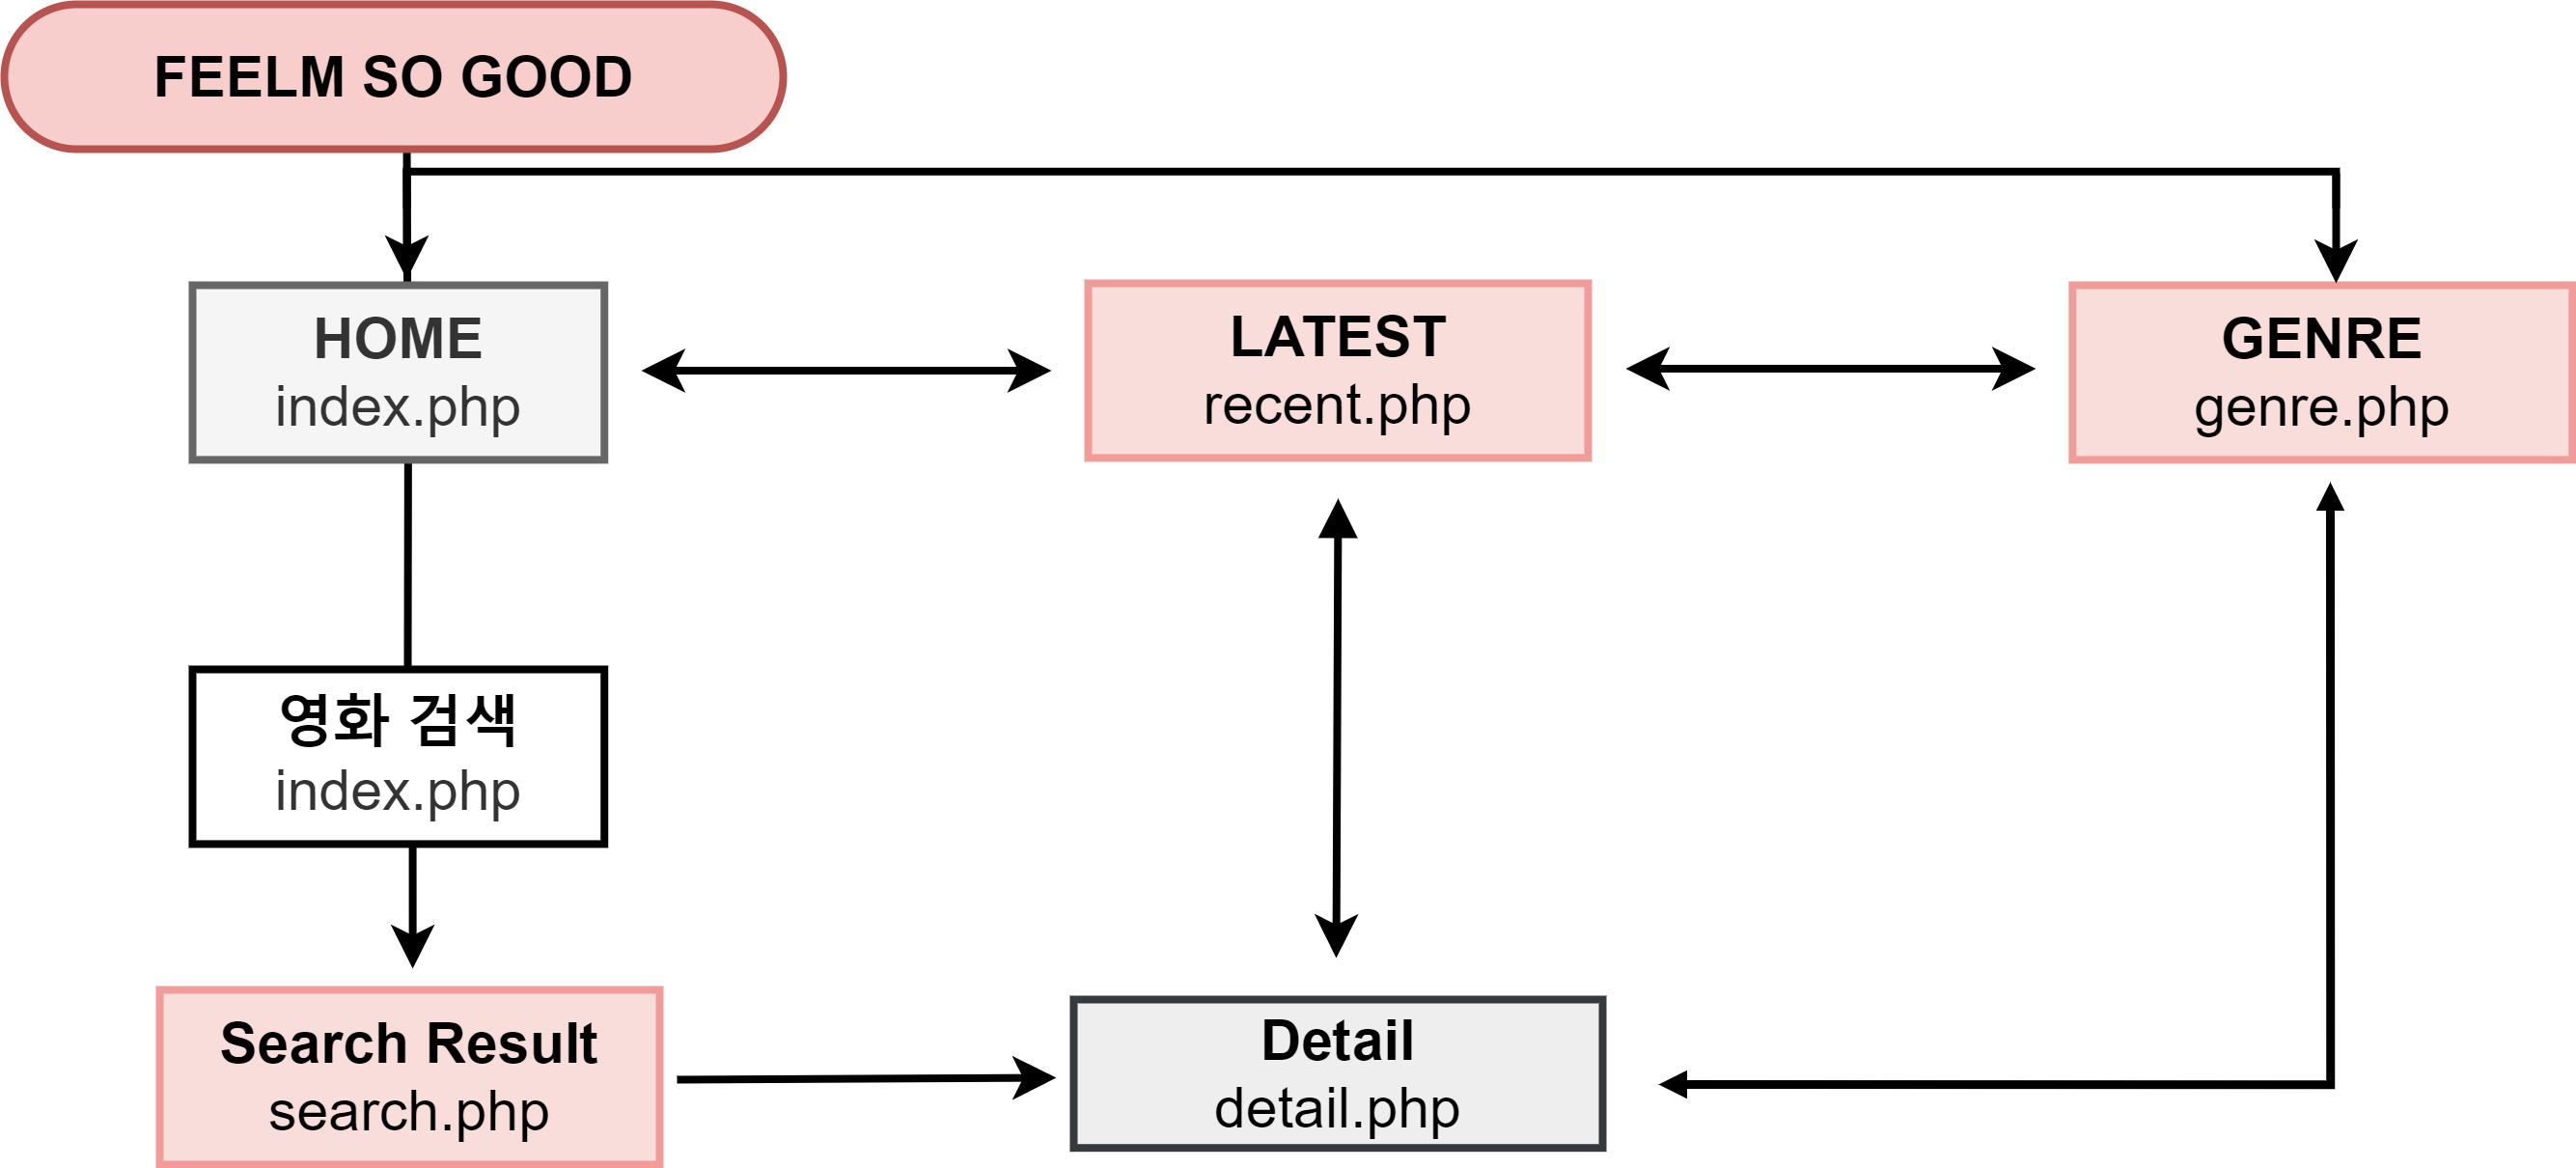 FEELM SO GOOD
HOME
index.php
LATEST
recent.php
GENRE
genre.php
영화 검색
index.php
Search Result
search.php
Detail
detail.php